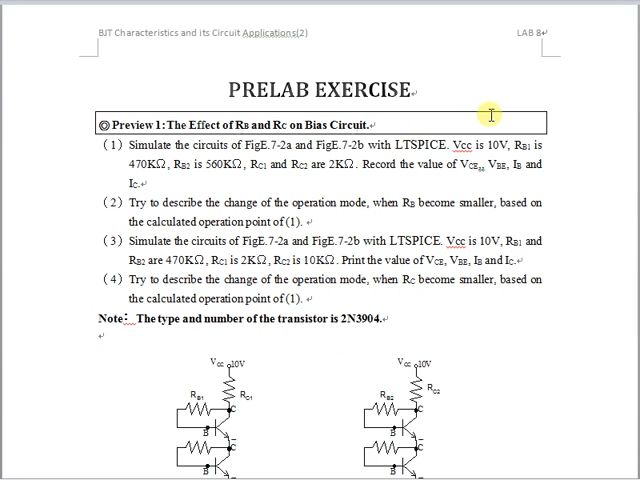 BJT Characteristics and its Circuit Applications(2) LAB 8
PRELAB EXERCISE
◎ Preview 1: The Effect of RB and RC on Bias Circuit.
(1) Simulate the circuits of FigE.7-2a and FigE.7-2b with LTSPICE. Vcc is 10V, RB1 is
470KΩ, RB2 is 560KΩ, RC1 and RC2 are 2KΩ. Record the value of VCE, VBE, IB and
IC.
(2) Try to describe the change of the operation mode, when RB become smaller, based on
the calculated operation point of (1).
(3) Simulate the circuits of FigE.7-2a and FigE.7-2b with LTSPICE. Vcc is 10V, RB1 and
RB2 are 470KΩ, RC1 is 2KΩ, RC2 is 10KΩ. Print the value of VCE, VBE, IB and IC.
(4) Try to describe the change of the operation mode, when RC become smaller, based on
the calculated operation point of (1).
Note: The type and number of the transistor is 2N3904.
VCC 10V VCC 10V
RB1 RC1 RB2 RC2
C C
B B
C C
B B